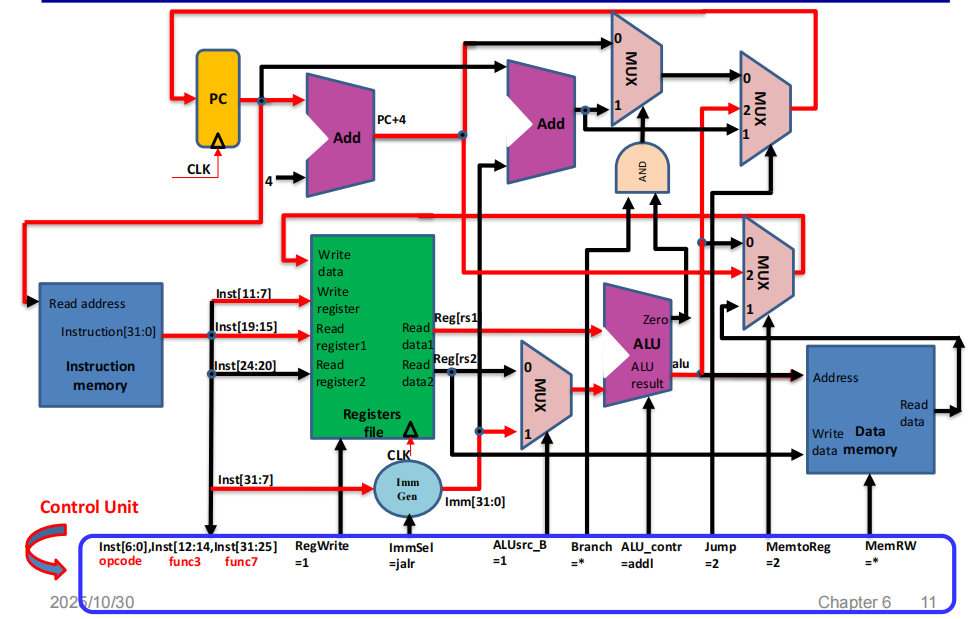 0
MUX
1
0
MUX
2
1
PC
CLK
Add
PC+4
4
Add
AND
Write
data
Write
register
Read
register1
Read
register2
Read
data1
Read
data2
Registers
file
CLK
Inst[11:7]
Inst[19:15]
Inst[24:20]
Inst[31:7]
Read address
Instruction[31:0]
Instruction
memory
Reg[rs1
Reg[rs2
0
MUX
1
Zero
ALU
ALU
result
alu
0
MUX
2
1
Address
Read
data
Write
data
Data
memory
Imm
Gen
Imm[31:0]
Control Unit
Inst[6:0],Inst[12:14,Inst[31:25]
opcode func3 func7
RegWrite
=1
ImmSel
=jalr
ALUsrc_B
=1
Branch
=*
ALU_contr
=addl
Jump
=2
MemtoReg
=2
MemRW
=*
2025/10/30 Chapter 6 11